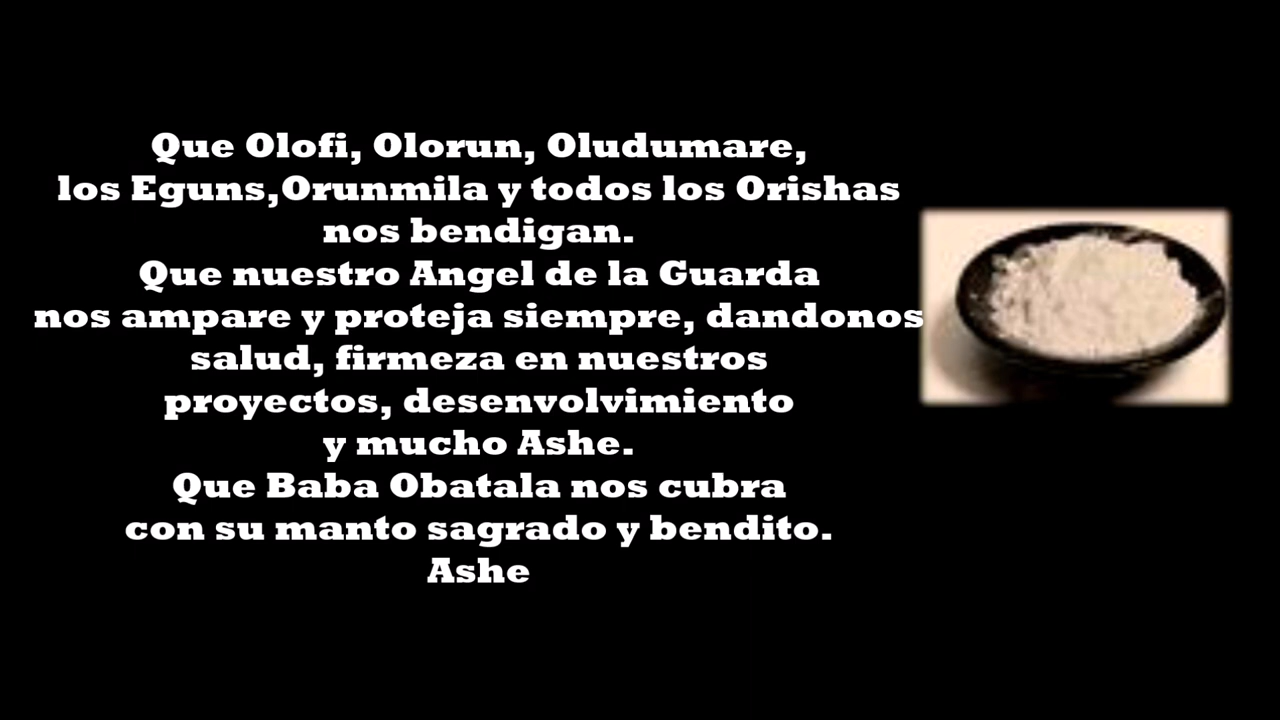 Que Olofi, Olorun, Oludumare,
los Eguns,Orunmila y todos los Orishas
nos bendigan.
Que nuestro Angel de la Guarda
nos ampare y proteja siempre, dandonos
salud, firmeza en nuestros
proyectos, desenvolvimiento
y mucho Ashe.
Que Baba Obatala nos cubra
con su manto sagrado y bendito.
Ashe